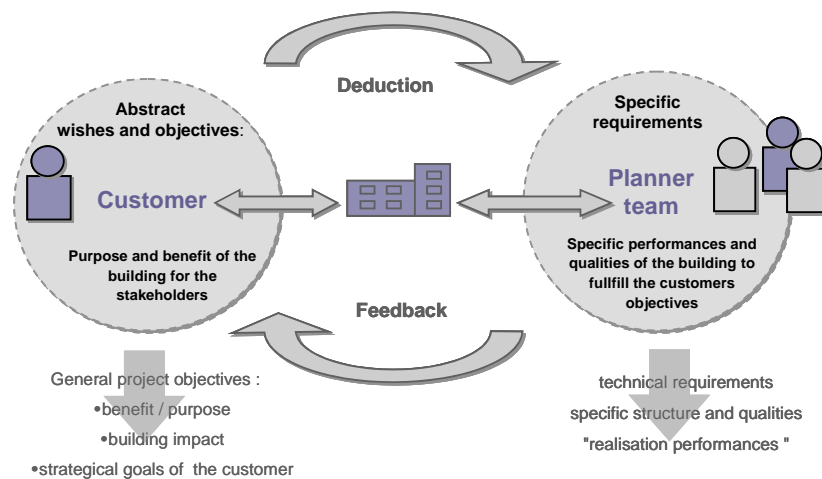 Deduction
Abstract
wishes and objectives:
Customer
Purpose and benefit of the
building for the
stakeholders
Specific
requirements
Planner
team
Specific performances and
qualities of the building to
fullfill the customers
objectives
Feedback
General project objectives :
•benefit / purpose
•building impact
•strategical goals of the customer
technical requirements
specific structure and qualities
"realisation performances "